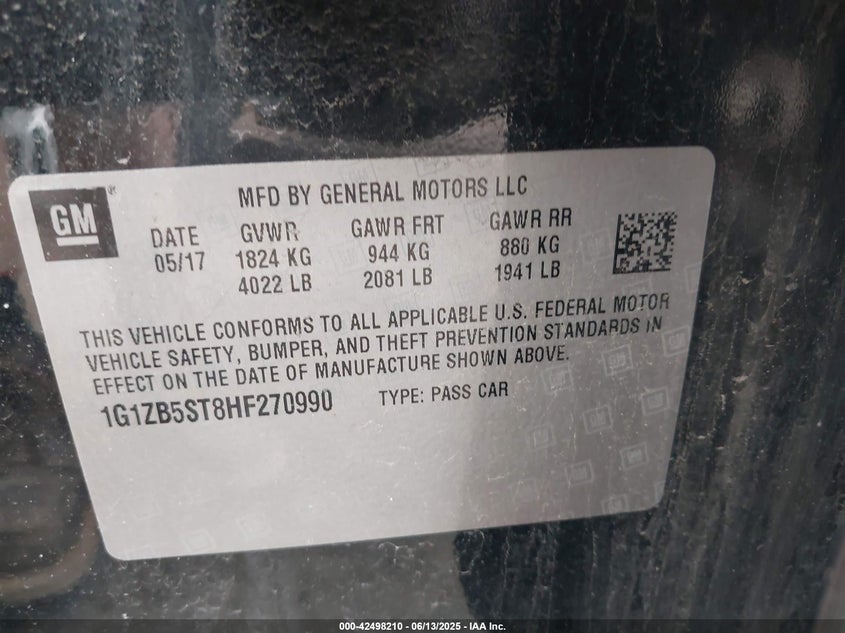 GM
MFD BY GENERAL MOTORS LLC
DATE GVWR GAWR FRT GAWR RR
05/17 1824 KG 944 KG 880 KG
4022 LB 2081 LB 1941 LB
THIS VEHICLE CONFORMS TO ALL APPLICABLE U.S. FEDERAL MOTOR
VEHICLE SAFETY, BUMPER, AND THEFT PREVENTION STANDARDS IN
EFFECT ON THE DATE OF MANUFACTURE SHOWN ABOVE.
1G1ZB5ST8HF270990 TYPE: PASS CAR
000-42498210 - 06/13/2025 - IAA Inc.